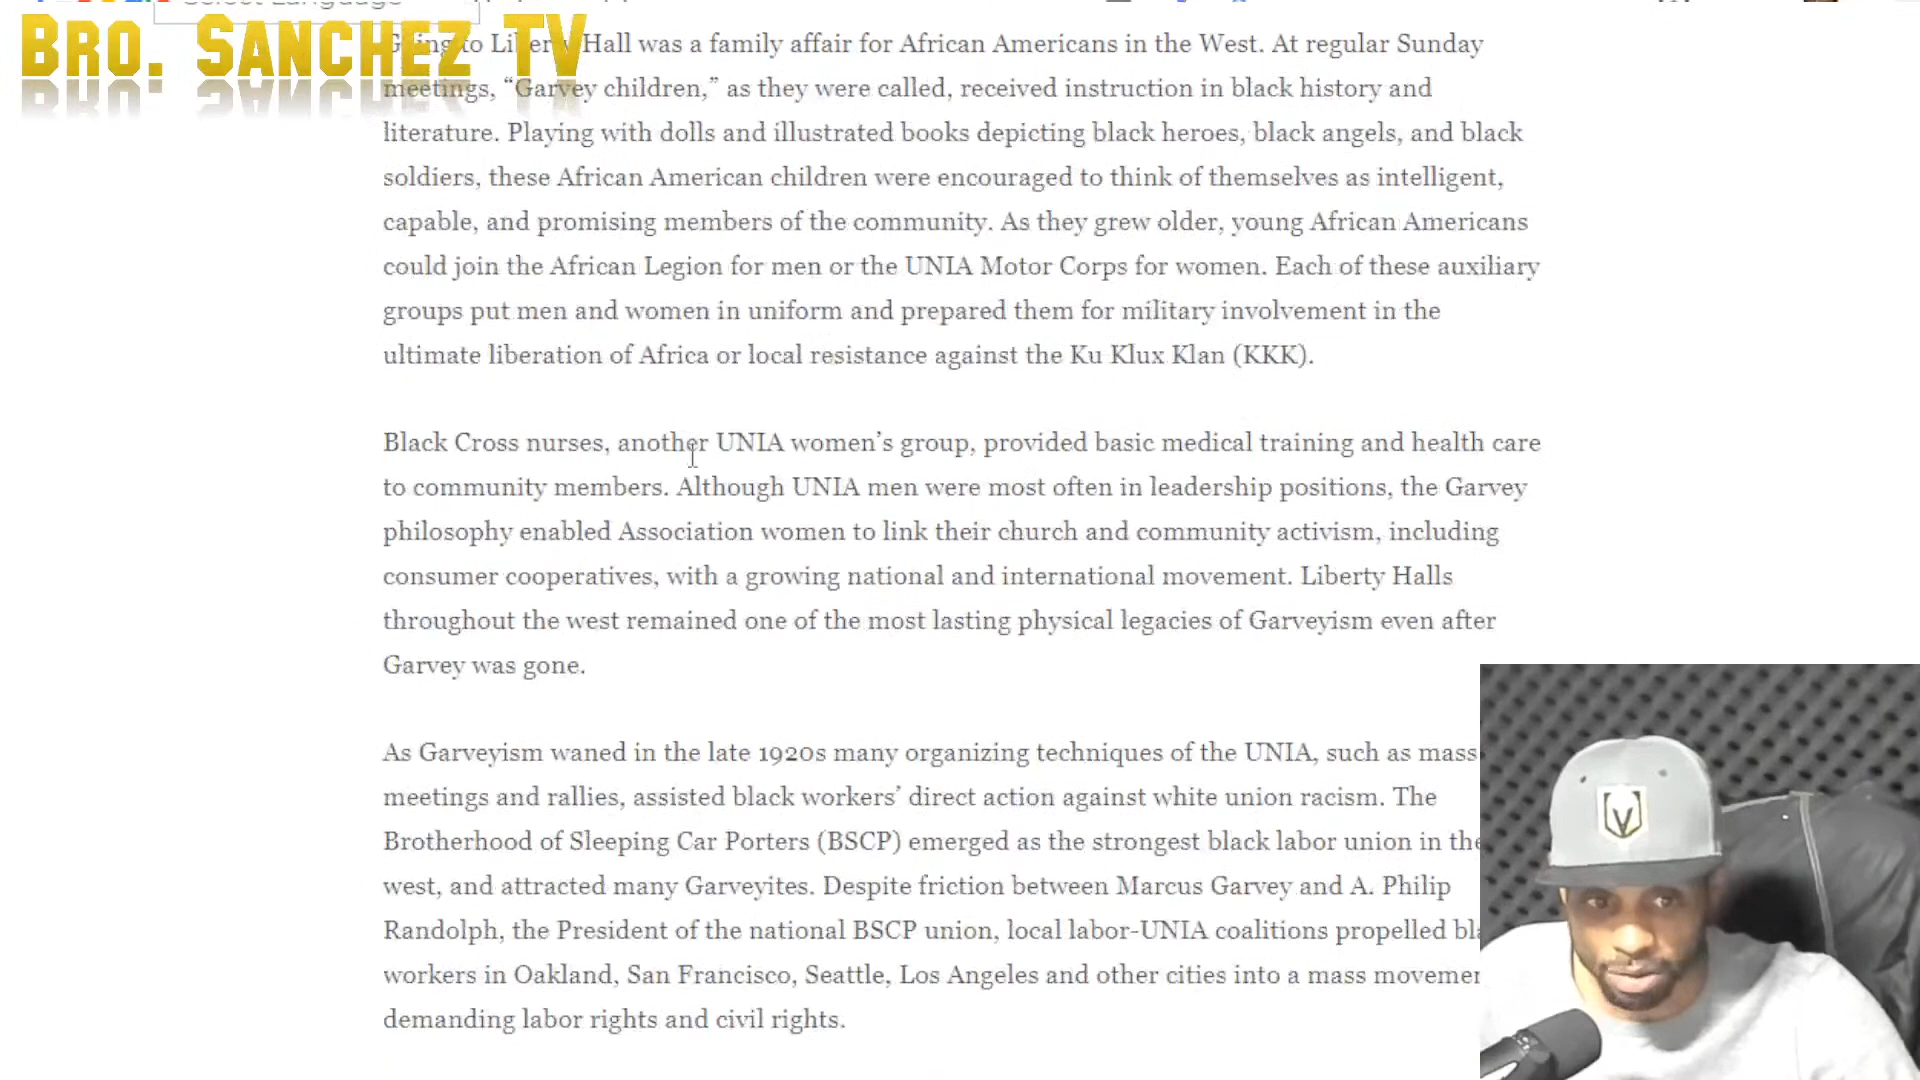 BRO. SANCHEZ TV
Going to Liberty Hall was a family affair for African Americans in the West. At regular Sunday
meetings, “Garvey children,” as they were called, received instruction in black history and
literature. Playing with dolls and illustrated books depicting black heroes, black angels, and black
soldiers, these African American children were encouraged to think of themselves as intelligent,
capable, and promising members of the community. As they grew older, young African Americans
could join the African Legion for men or the UNIA Motor Corps for women. Each of these auxiliary
groups put men and women in uniform and prepared them for military involvement in the
ultimate liberation of Africa or local resistance against the Ku Klux Klan (KKK).
Black Cross nurses, another UNIA women’s group, provided basic medical training and health care
to community members. Although UNIA men were most often in leadership positions, the Garvey
philosophy enabled Association women to link their church and community activism, including
consumer cooperatives, with a growing national and international movement. Liberty Halls
throughout the west remained one of the most lasting physical legacies of Garveyism even after
Garvey was gone.
As Garveyism waned in the late 1920s many organizing techniques of the UNIA, such as mass
meetings and rallies, assisted black workers’ direct action against white union racism. The
Brotherhood of Sleeping Car Porters (BSCP) emerged as the strongest black labor union in the
west, and attracted many Garveyites. Despite friction between Marcus Garvey and A. Philip
Randolph, the President of the national BSCP union, local labor-UNIA coalitions propelled bla
workers in Oakland, San Francisco, Seattle, Los Angeles and other cities into a mass movemen
demanding labor rights and civil rights.